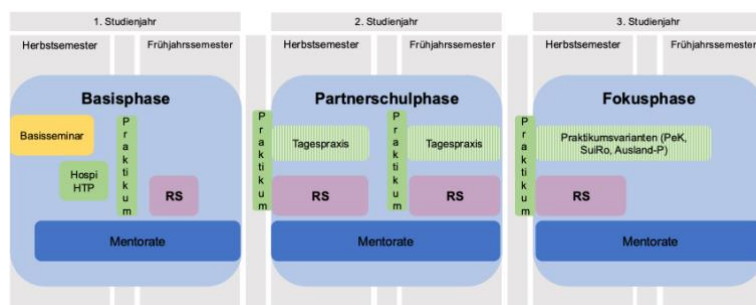 1. Studienjahr
2. Studienjahr
3. Studienjahr
Herbstsemester
Frühjahrssemester
Herbstsemester
Frühjahrssemester
Herbstsemester
Frühjahrssemester
Basisphase
Basisseminar
Hospi
HTP
Praktikum
RS
Mentorate
Praktikum
Partnerschulphase
Tagespraxis
Praktikum
Tagespraxis
RS
RS
Mentorate
Praktikum
Fokusphase
Praktikumsvarianten (PeK,
SuiRo, Ausland-P)
RS
Mentorate